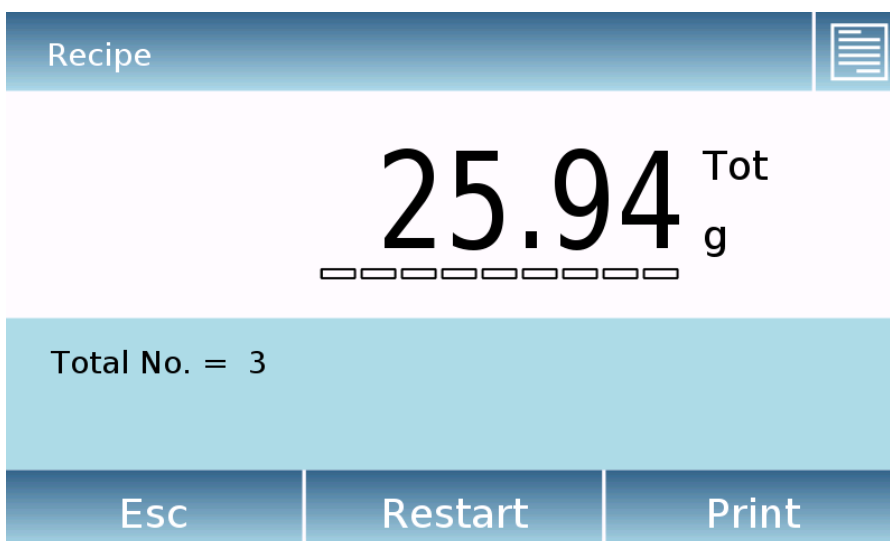 Recipe
25.94 Tot
g
Total No. = 3
Esc Restart Print